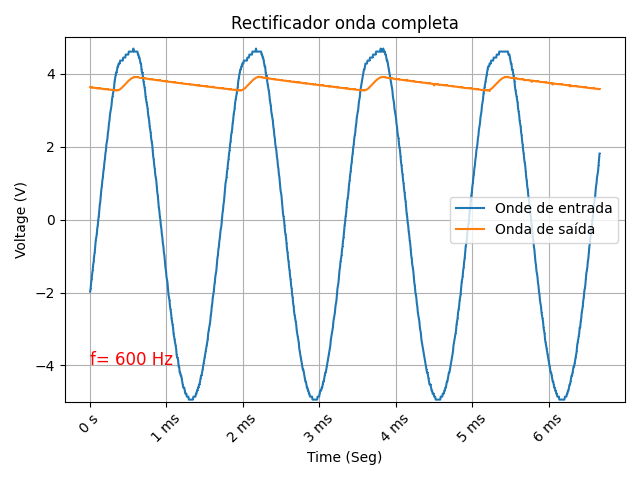 Rectificador onda completa
Voltage (V)
4
2
0
−2
−4
Onde de entrada
Onda de saída
f= 600 Hz
0 s
1 ms
2 ms
3 ms
4 ms
5 ms
6 ms
Time (Seg)